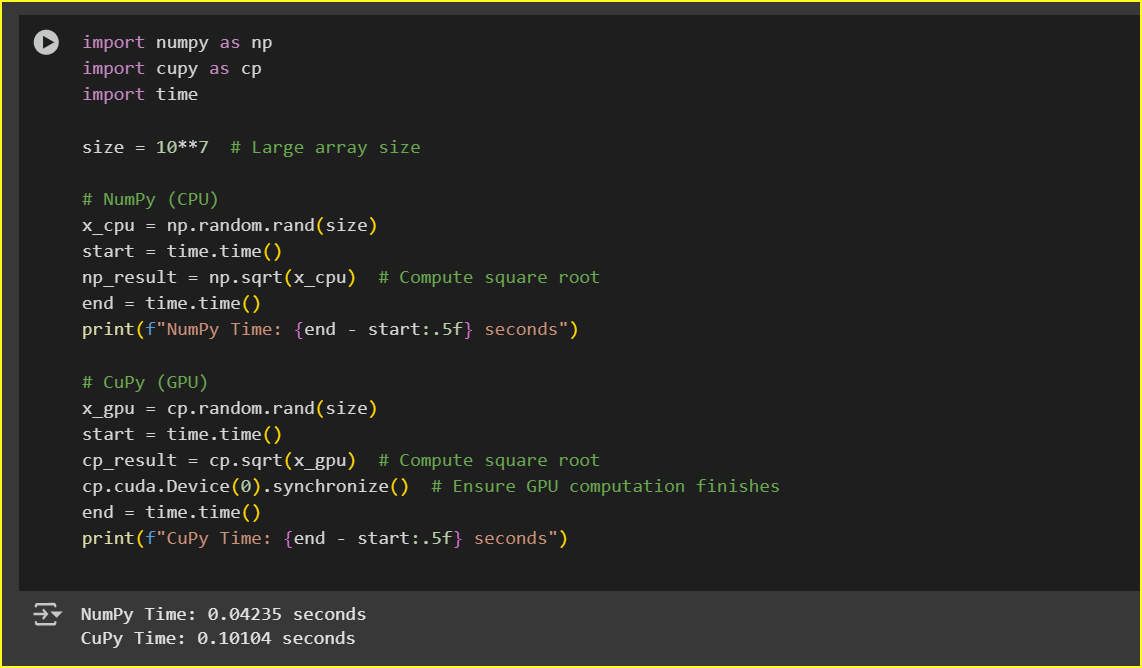 import numpy as np
import cupy as cp
import time
size = 10**7  # Large array size
# NumPy (CPU)
x_cpu = np.random.rand(size)
start = time.time()
np_result = np.sqrt(x_cpu)  # Compute square root
end = time.time()
print(f"NumPy Time: {end - start:.5f} seconds")
# CuPy (GPU)
x_gpu = cp.random.rand(size)
start = time.time()
cp_result = cp.sqrt(x_gpu)  # Compute square root
cp.cuda.Device(0).synchronize()  # Ensure GPU computation finishes
end = time.time()
print(f"CuPy Time: {end - start:.5f} seconds")
NumPy Time: 0.04235 seconds
CuPy Time: 0.10104 seconds